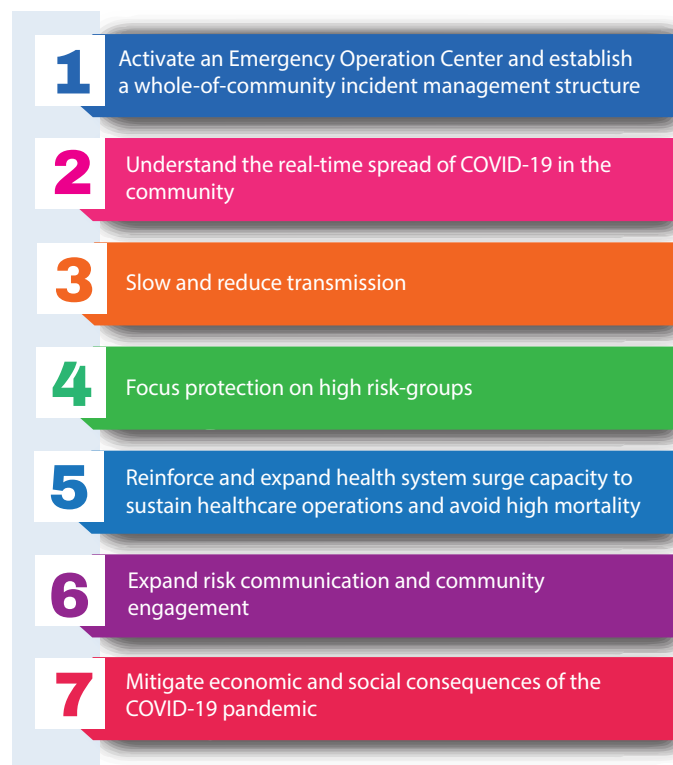 1
Activate an Emergency Operation Center and establish
a whole-of-community incident management structure
2
Understand the real-time spread of COVID-19 in the
community
3
Slow and reduce transmission
4
Focus protection on high risk-groups
5
Reinforce and expand health system surge capacity to
sustain healthcare operations and avoid high mortality
6
Expand risk communication and community
engagement
7
Mitigate economic and social consequences of the
COVID-19 pandemic